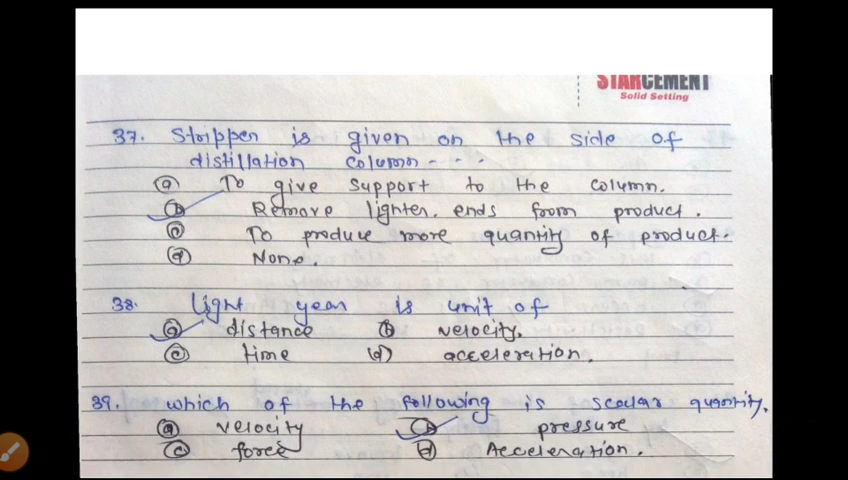 STARCEMENT
Solid Setting
37. Stripper is given on the side of
distillation column - - - .
(a) To give support to the column.
(b) Remove lighter ends from product.
(c) To produce more quantity of product.
(d) None.
38. Light year is unit of
(a) distance (b) velocity.
(c) time (d) acceleration.
39. which of the following is scalar quantity.
(a) velocity (b) pressure
(c) force (d) Acceleration.